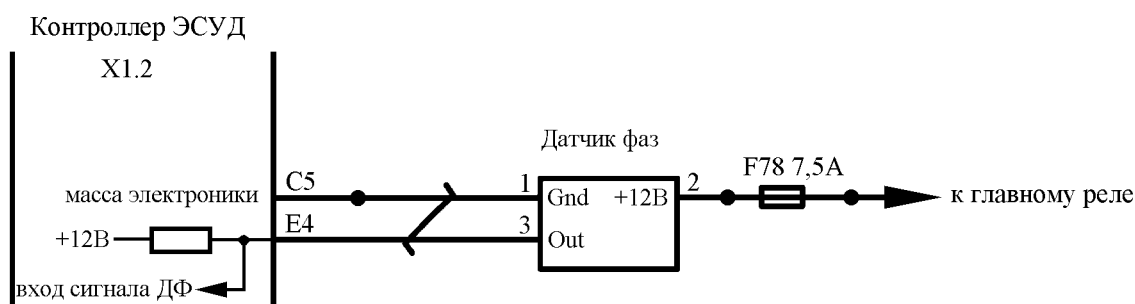 Контроллер ЭСУД
X1.2
Датчик фаз
F78 7,5А
масса электроники
C5
1
Gnd
+12В
2
к главному реле
+12В
E4
3
Out
вход сигнала ДФ